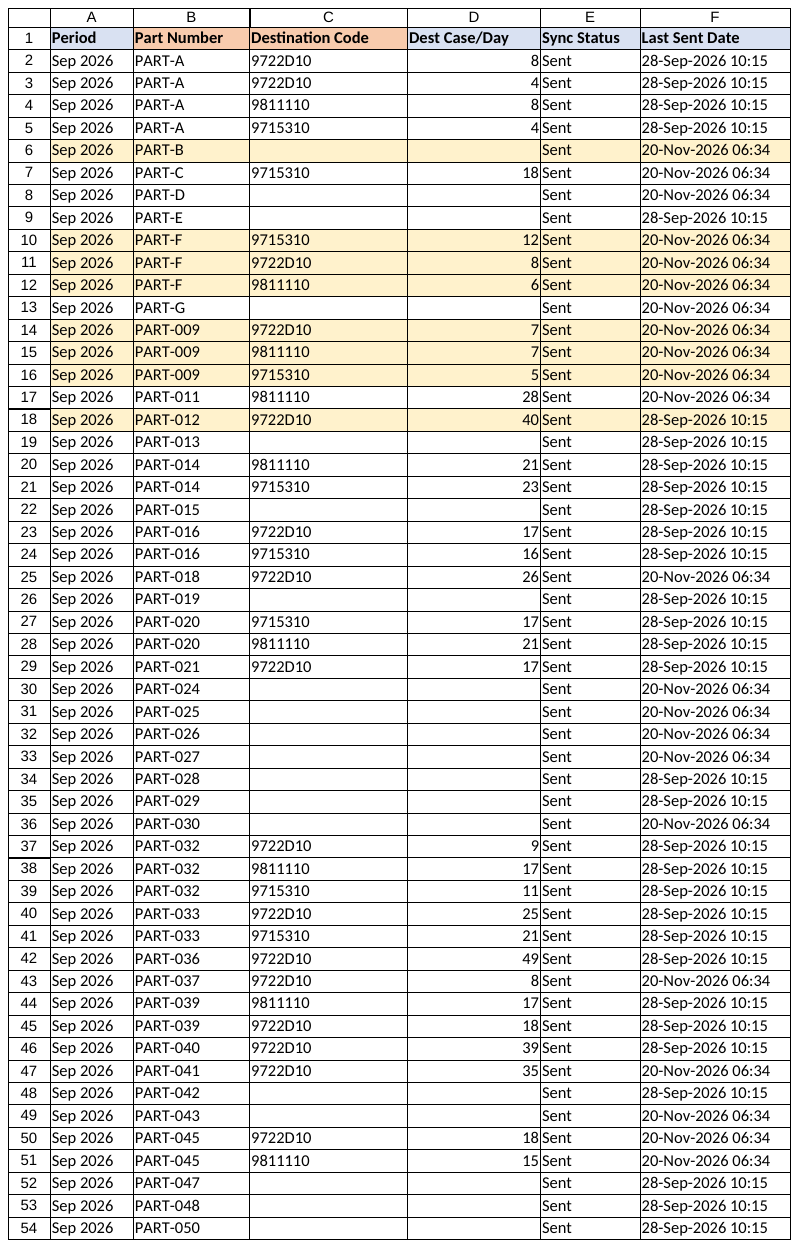 A B C D E F
1 Period Part Number Destination Code Dest Case/Day Sync Status Last Sent Date
2 Sep 2026 PART-A 9722D10 8 Sent 28-Sep-2026 10:15
3 Sep 2026 PART-A 9722D10 4 Sent 28-Sep-2026 10:15
4 Sep 2026 PART-A 9811110 8 Sent 28-Sep-2026 10:15
5 Sep 2026 PART-A 9715310 4 Sent 28-Sep-2026 10:15
6 Sep 2026 PART-B Sent 20-Nov-2026 06:34
7 Sep 2026 PART-C 9715310 18 Sent 20-Nov-2026 06:34
8 Sep 2026 PART-D Sent 20-Nov-2026 06:34
9 Sep 2026 PART-E Sent 28-Sep-2026 10:15
10 Sep 2026 PART-F 9715310 12 Sent 20-Nov-2026 06:34
11 Sep 2026 PART-F 9722D10 8 Sent 20-Nov-2026 06:34
12 Sep 2026 PART-F 9811110 6 Sent 20-Nov-2026 06:34
13 Sep 2026 PART-G Sent 20-Nov-2026 06:34
14 Sep 2026 PART-009 9722D10 7 Sent 20-Nov-2026 06:34
15 Sep 2026 PART-009 9811110 7 Sent 20-Nov-2026 06:34
16 Sep 2026 PART-009 9715310 5 Sent 20-Nov-2026 06:34
17 Sep 2026 PART-011 9811110 28 Sent 20-Nov-2026 06:34
18 Sep 2026 PART-012 9722D10 40 Sent 28-Sep-2026 10:15
19 Sep 2026 PART-013 Sent 28-Sep-2026 10:15
20 Sep 2026 PART-014 9811110 21 Sent 28-Sep-2026 10:15
21 Sep 2026 PART-014 9715310 23 Sent 28-Sep-2026 10:15
22 Sep 2026 PART-015 Sent 28-Sep-2026 10:15
23 Sep 2026 PART-016 9722D10 17 Sent 28-Sep-2026 10:15
24 Sep 2026 PART-016 9715310 16 Sent 28-Sep-2026 10:15
25 Sep 2026 PART-018 9722D10 26 Sent 20-Nov-2026 06:34
26 Sep 2026 PART-019 Sent 28-Sep-2026 10:15
27 Sep 2026 PART-020 9715310 17 Sent 28-Sep-2026 10:15
28 Sep 2026 PART-020 9811110 21 Sent 28-Sep-2026 10:15
29 Sep 2026 PART-021 9722D10 17 Sent 28-Sep-2026 10:15
30 Sep 2026 PART-024 Sent 20-Nov-2026 06:34
31 Sep 2026 PART-025 Sent 20-Nov-2026 06:34
32 Sep 2026 PART-026 Sent 20-Nov-2026 06:34
33 Sep 2026 PART-027 Sent 20-Nov-2026 06:34
34 Sep 2026 PART-028 Sent 28-Sep-2026 10:15
35 Sep 2026 PART-029 Sent 28-Sep-2026 10:15
36 Sep 2026 PART-030 Sent 20-Nov-2026 06:34
37 Sep 2026 PART-032 9722D10 9 Sent 28-Sep-2026 10:15
38 Sep 2026 PART-032 9811110 17 Sent 28-Sep-2026 10:15
39 Sep 2026 PART-032 9715310 11 Sent 28-Sep-2026 10:15
40 Sep 2026 PART-033 9722D10 25 Sent 28-Sep-2026 10:15
41 Sep 2026 PART-033 9715310 21 Sent 28-Sep-2026 10:15
42 Sep 2026 PART-036 9722D10 49 Sent 28-Sep-2026 10:15
43 Sep 2026 PART-037 9722D10 8 Sent 20-Nov-2026 06:34
44 Sep 2026 PART-039 9811110 17 Sent 28-Sep-2026 10:15
45 Sep 2026 PART-039 9722D10 18 Sent 28-Sep-2026 10:15
46 Sep 2026 PART-040 9722D10 39 Sent 28-Sep-2026 10:15
47 Sep 2026 PART-041 9722D10 35 Sent 20-Nov-2026 06:34
48 Sep 2026 PART-042 Sent 28-Sep-2026 10:15
49 Sep 2026 PART-043 Sent 20-Nov-2026 06:34
50 Sep 2026 PART-045 9722D10 18 Sent 20-Nov-2026 06:34
51 Sep 2026 PART-045 9811110 15 Sent 20-Nov-2026 06:34
52 Sep 2026 PART-047 Sent 28-Sep-2026 10:15
53 Sep 2026 PART-048 Sent 28-Sep-2026 10:15
54 Sep 2026 PART-050 Sent 28-Sep-2026 10:15